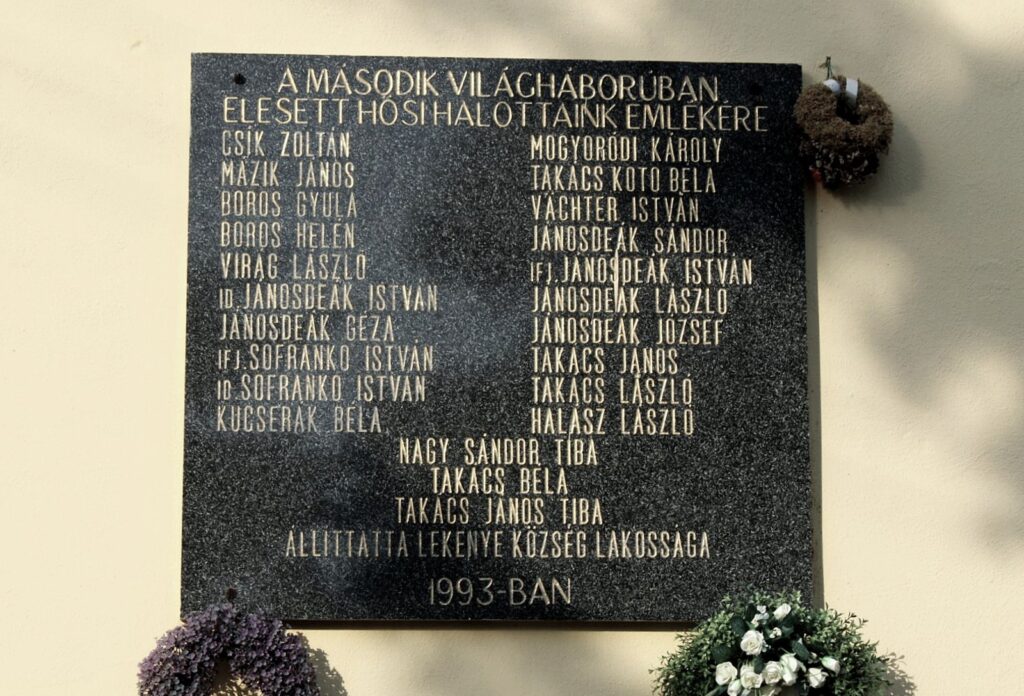 A MÁSODIK VILÁGHÁBORÚBAN
ELESETT HŐSI HALOTTAINK EMLÉKÉRE
CSÍK ZOLTÁN
MÁZIK JÁNOS
BOROS GYULA
BOROS HELÉN
VIRÁG LÁSZLÓ
ID. JÁNOSDEÁK ISTVÁN
JÁNOSDEÁK GÉZA
IFJ. SOFRANKO ISTVÁN
ID. SOFRANKO ISTVÁN
KUCSERÁK BÉLA
MOGYORÓDI KÁROLY
TAKÁCS KOTO BÉLA
VÁCHTER ISTVÁN
JÁNOSDEÁK SÁNDOR
IFJ. JÁNOSDEÁK ISTVÁN
JÁNOSDEÁK LÁSZLÓ
JÁNOSDEÁK JÓZSEF
TAKÁCS JÁNOS
TAKÁCS LÁSZLÓ
HALÁSZ LÁSZLÓ
NAGY SÁNDOR TIBA
TAKÁCS BÉLA
TAKÁCS JÁNOS TIBA
ÁLLITTATTA LEKENYE KÖZSÉG LAKOSSÁGA
1993-BAN